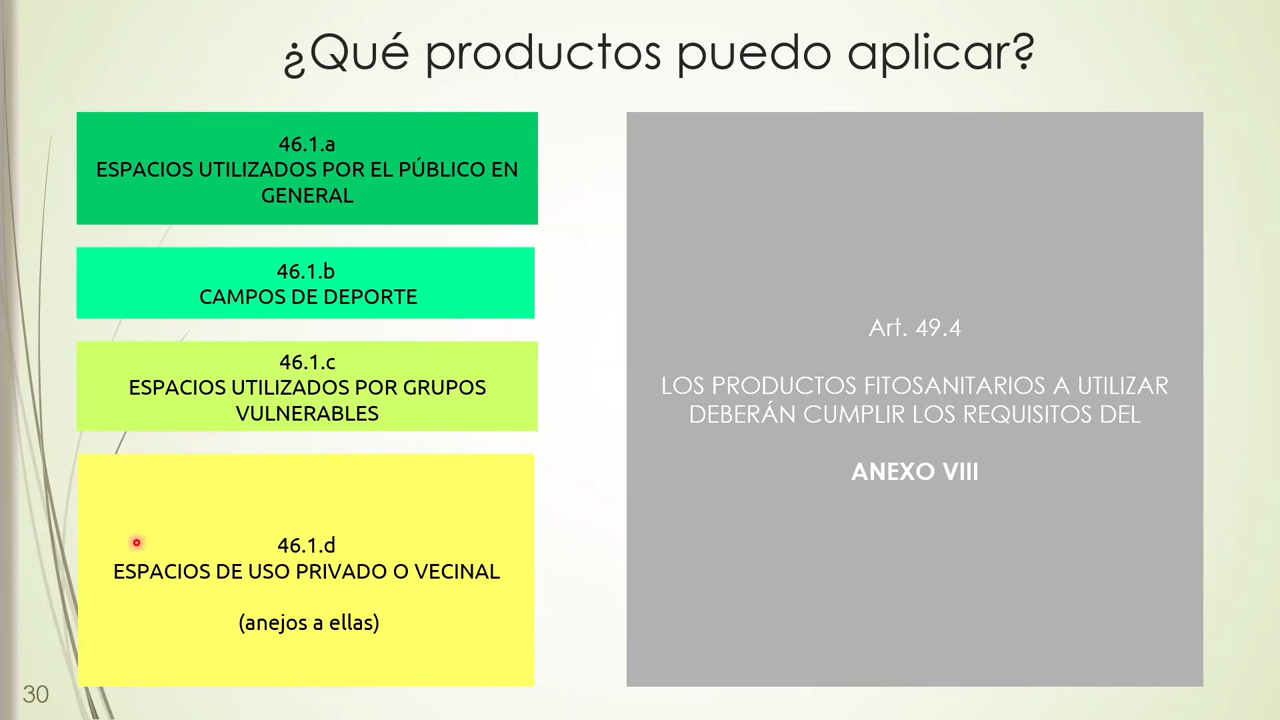 ¿Qué productos puedo aplicar?
46.1.a
ESPACIOS UTILIZADOS POR EL PÚBLICO EN
GENERAL
46.1.b
CAMPOS DE DEPORTE
46.1.c
ESPACIOS UTILIZADOS POR GRUPOS
VULNERABLES
46.1.d
ESPACIOS DE USO PRIVADO O VECINAL
(anejos a ellas)
Art. 49.4
LOS PRODUCTOS FITOSANITARIOS A UTILIZAR
DEBERÁN CUMPLIR LOS REQUISITOS DEL
ANEXO VIII
30